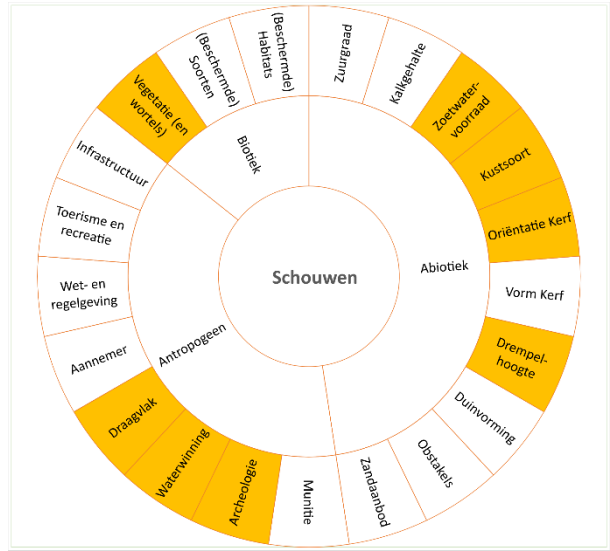 Schouwen
Abiotiek
Antropogeen
Biotiek
Zuurgraad
Kalkgehalte
Zoetwater-
voorraad
Kustsoort
Oriëntatie Kerf
Vorm Kerf
Drempel-
hoogte
Duinvorming
Obstakels
Zandaanbod
Munitie
Archeologie
Waterwinning
Draagvlak
Aannemer
Wet- en
regelgeving
Toerisme en
recreatie
Infrastructuur
Vegetatie (en
wortels)
(Beschermde)
Soorten
(Beschermde)
Habitats